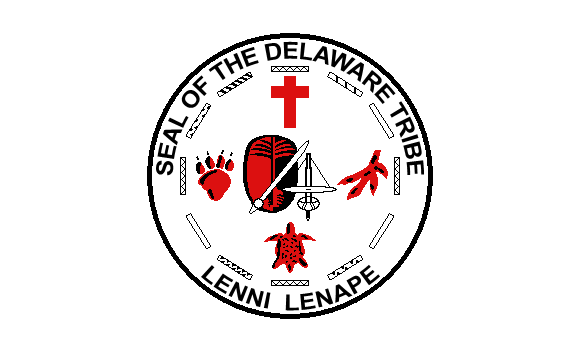 SEAL OF THE DELAWARE TRIBE
LENNI LENAPE